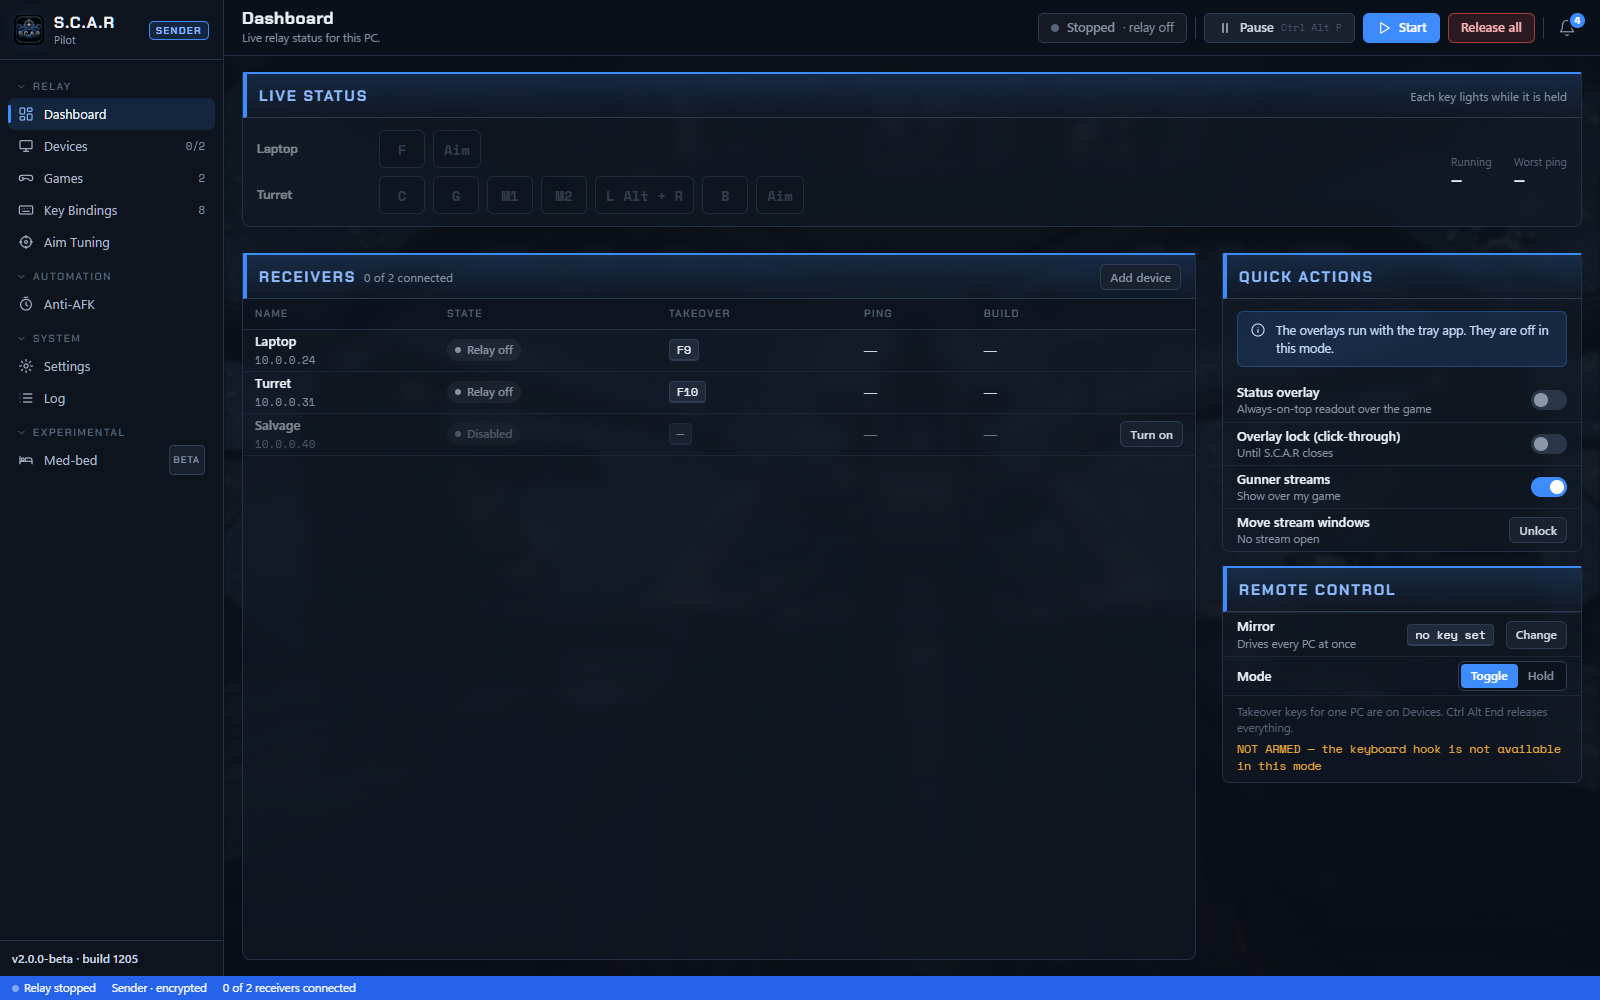 S.C.A.R
Pilot
SENDER
RELAY
Dashboard
Devices 0/2
Games 2
Key Bindings 8
Aim Tuning
AUTOMATION
Anti-AFK
SYSTEM
Settings
Log
EXPERIMENTAL
Med-bed BETA
v2.0.0-beta · build 1205
Dashboard
Live relay status for this PC.
Stopped · relay off
Pause Ctrl Alt P
Start
Release all
4
LIVE STATUS
Each key lights while it is held
Laptop F Aim
Turret C G M1 M2 L Alt + R B Aim
Running Worst ping
— —
RECEIVERS 0 of 2 connected
Add device
NAME STATE TAKEOVER PING BUILD
Laptop
10.0.0.24
Relay off F9 — —
Turret
10.0.0.31
Relay off F10 — —
Salvage
10.0.0.40
Disabled — — — Turn on
QUICK ACTIONS
The overlays run with the tray app. They are off in
this mode.
Status overlay
Always-on-top readout over the game
Overlay lock (click-through)
Until S.C.A.R closes
Gunner streams
Show over my game
Move stream windows
No stream open
Unlock
REMOTE CONTROL
Mirror
Drives every PC at once
no key set Change
Mode Toggle Hold
Takeover keys for one PC are on Devices. Ctrl Alt End releases
everything.
NOT ARMED — the keyboard hook is not available
in this mode
Relay stopped Sender · encrypted 0 of 2 receivers connected